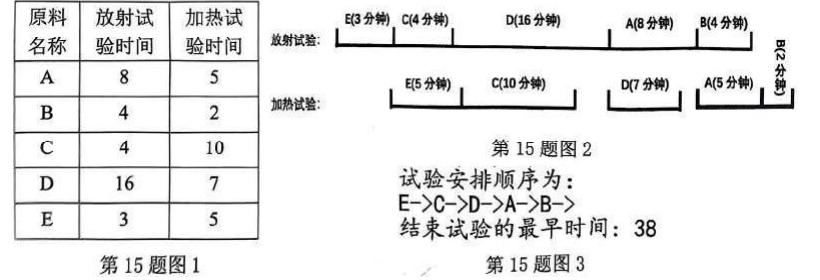 原料名称 放射试验时间 加热试验时间
A 8 5
B 4 2
C 4 10
D 16 7
E 3 5
第15题图1
放射试验: E(3分钟) C(4分钟) D(16分钟) A(8分钟) B(4分钟)
加热试验: E(5分钟) C(10分钟) D(7分钟) A(5分钟) B(2分钟)
第15题图2
试验安排顺序为:
E->C->D->A->B->
结束试验的最早时间: 38
第15题图3